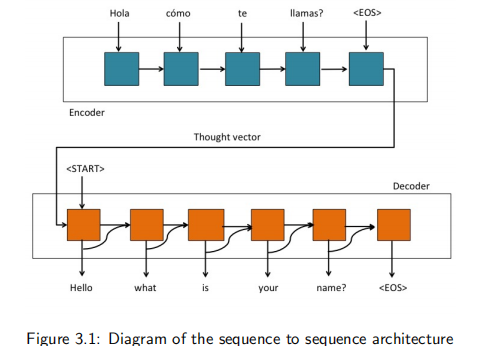 Hola cómo te llamas? <EOS>
Encoder
Thought vector
<START>
Decoder
Hello what is your name? <EOS>
Figure 3.1: Diagram of the sequence to sequence architecture